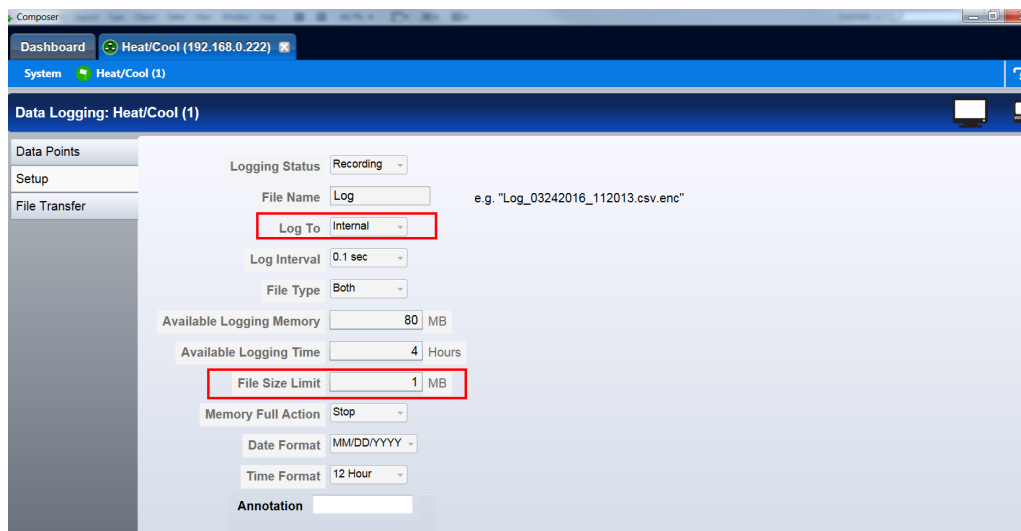 Composer
Dashboard Heat/Cool (192.168.0.222)
System Heat/Cool (1)
Data Logging: Heat/Cool (1)
Data Points
Setup
File Transfer
Logging Status Recording
File Name Log e.g. "Log_03242016_112013.csv.enc"
Log To Internal
Log Interval 0.1 sec
File Type Both
Available Logging Memory 80 MB
Available Logging Time 4 Hours
File Size Limit 1 MB
Memory Full Action Stop
Date Format MM/DD/YYYY
Time Format 12 Hour
Annotation